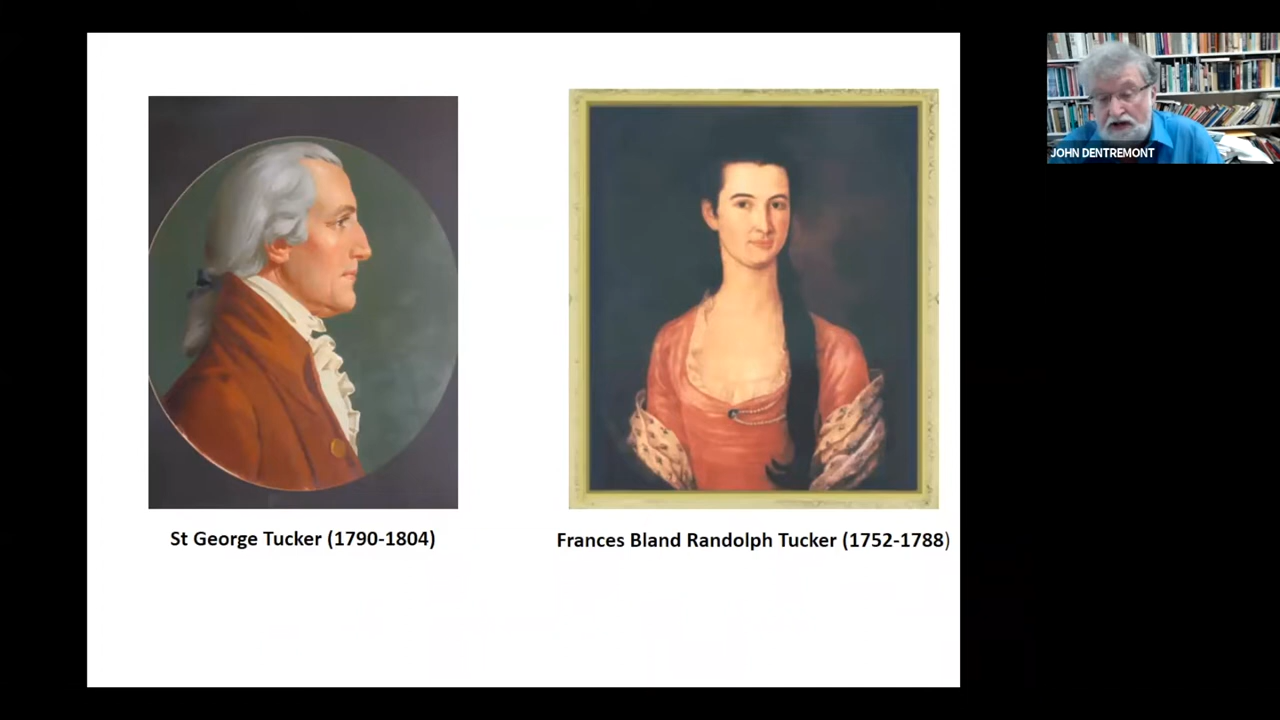 JOHN DENTREMONT
St George Tucker (1790-1804)
Frances Bland Randolph Tucker (1752-1788)